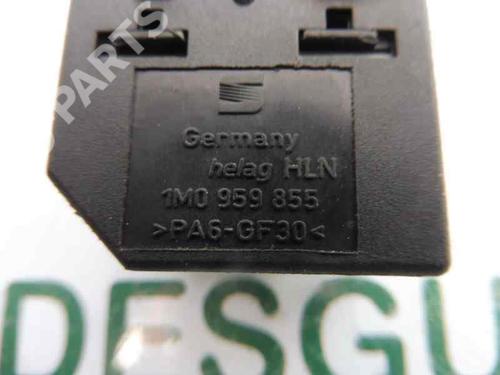 B PARTS
Germany
helag HLN
1M0 959 855
>PA6-GF30<
DESGU